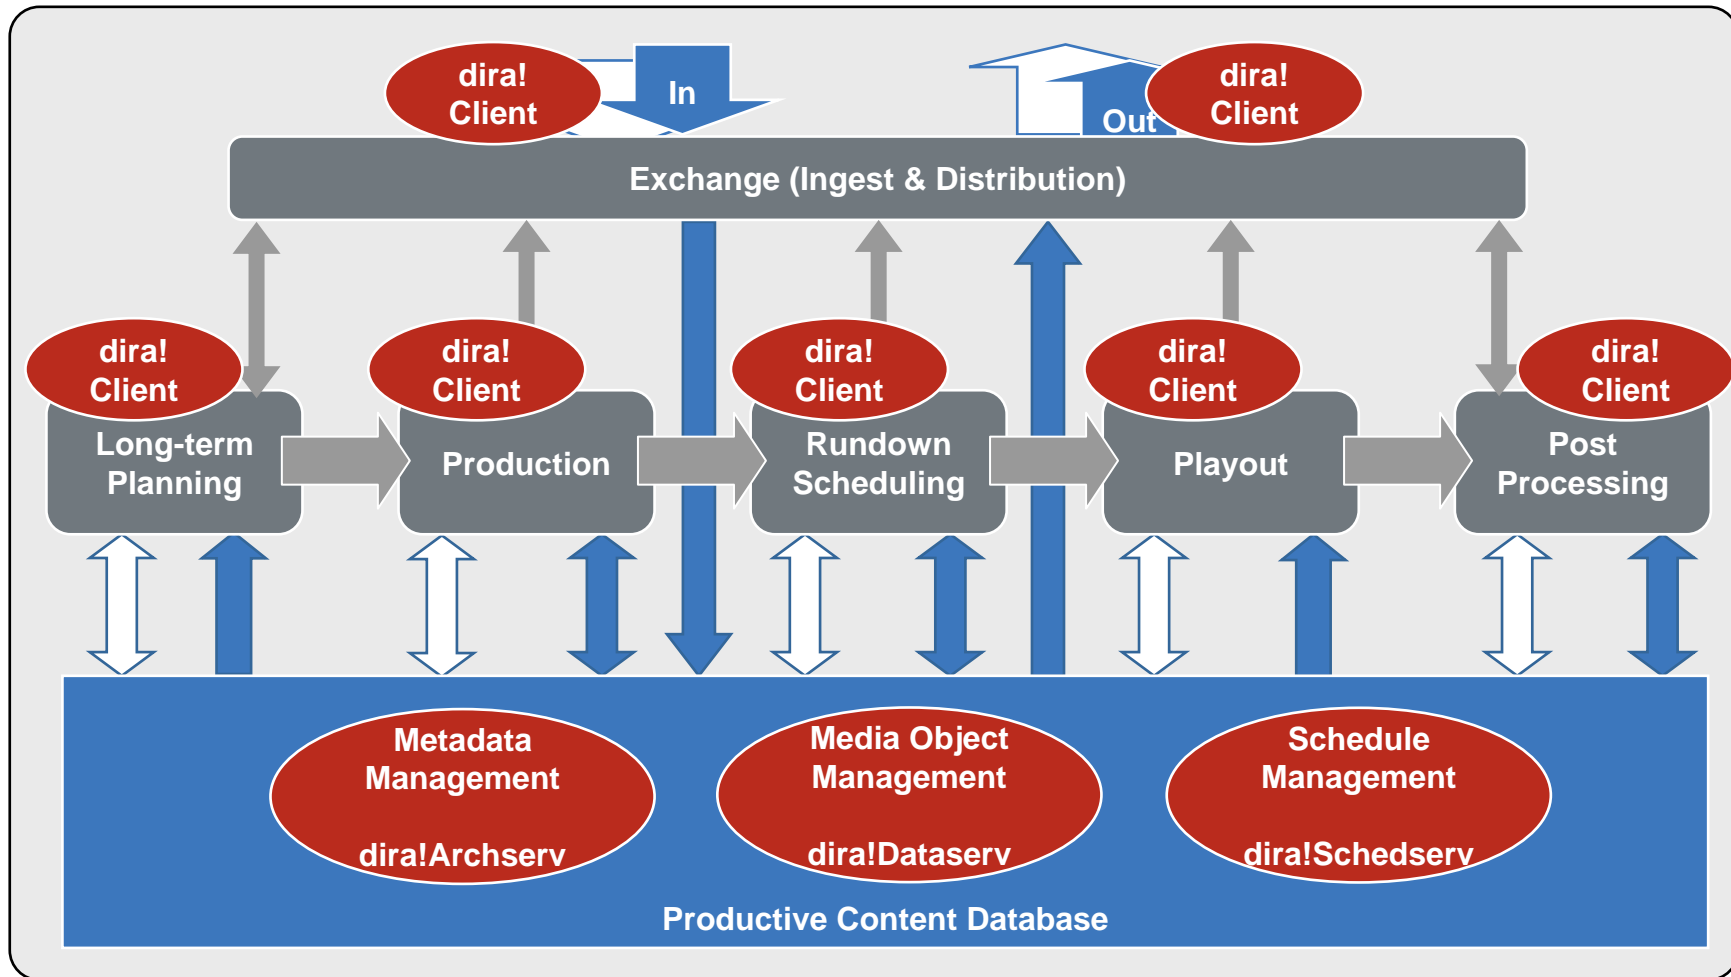 dira!
Client
In
Out
dira!
Client
Exchange (Ingest & Distribution)
dira!
Client
dira!
Client
dira!
Client
dira!
Client
dira!
Client
Long-term
Planning
Production
Rundown
Scheduling
Playout
Post
Processing
Metadata
Management
dira!Archserv
Media Object
Management
dira!Dataserv
Schedule
Management
dira!Schedserv
Productive Content Database